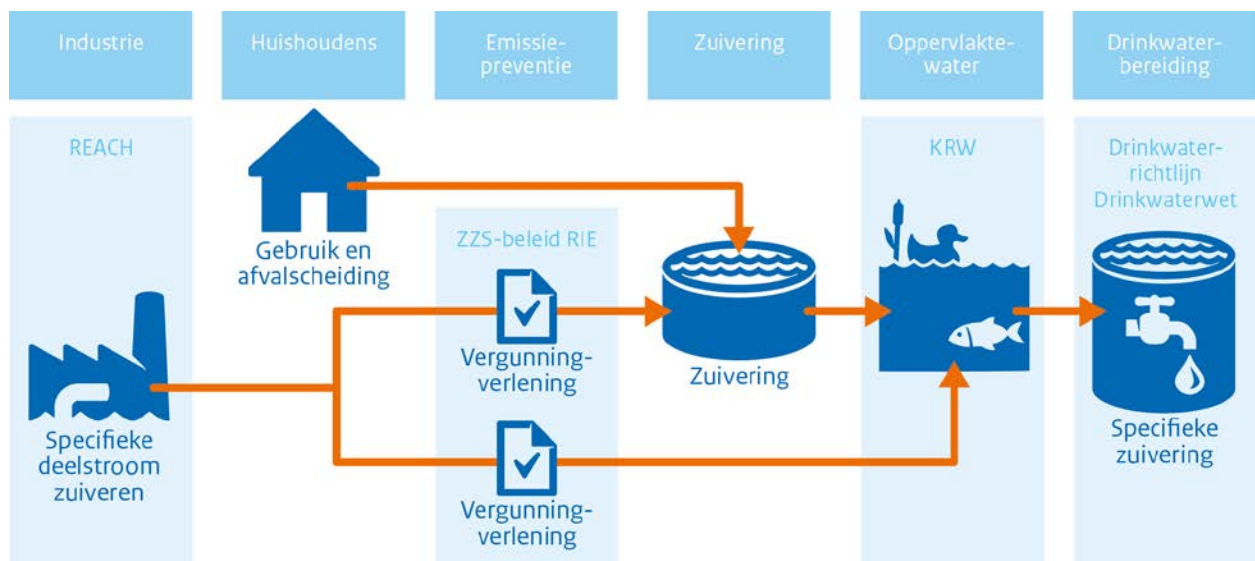 Industrie
Huishoudens
Emissie-
preventie
Zuivering
Oppervlakte-
water
Drinkwater-
bereiding
REACH
Specifieke
deelstroom
zuiveren
Gebruik en
afvalscheiding
ZZS-beleid RIE
Vergunning-
verlening
Vergunning-
verlening
Zuivering
KRW
Drinkwater-
richtlijn
Drinkwaterwet
Specifieke
zuivering